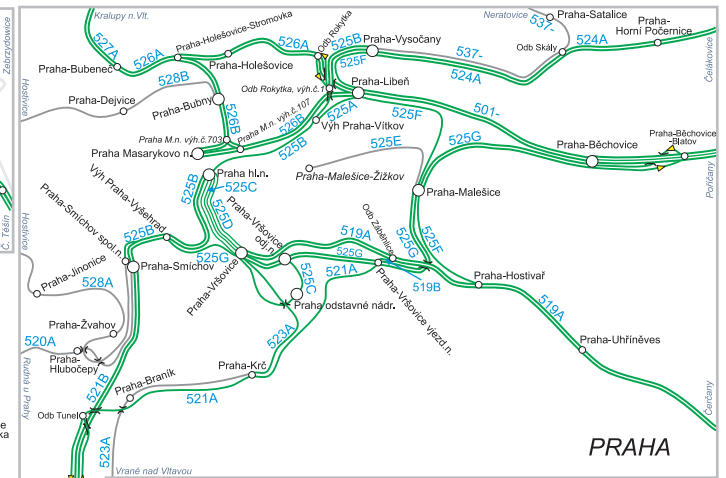 Kralupy n.Vlt.
Neratovice
537-
Praha-Satalice
Praha-
Horní Počernice
Zebrzydowice
527A
526A
Praha-Holešovice-Stromovka
526A
Odb Rokytka
525B
Praha-Vysočany
525F
537-
Odb Skály
524A
Čelákovice
Praha-Bubeneč
Praha-Holešovice
528B
524A
Hostivice
Praha-Dejvice
Praha-Bubny
Odb Rokytka, výh.č.1
Praha-Libeň
525A
525F
501-
526B
Praha M.n. výh.č.107
526B
Výh Praha-Vítkov
Praha M.n. výh.č.703
525B
525E
525G
Praha-Běchovice
-Blatov
Praha Masarykovo n.
Praha-Běchovice
Praha hl.n.
525B
525C
Praha-Malešice-Žižkov
Praha-Malešice
Poříčany
525D
Výh Praha-Vyšehrad
Praha-Smíchov spol.n.
Hostivice
Č. Těšín
525B
Praha-Vršovice
odj.n.
519A
Odb Záběhlice
525G
525F
525G
525G
Praha-Smíchov
521A
519B
Praha-Jinonice
Praha-Vršovice
525C
Praha-Vršovice vjezd.n.
Praha-Hostivař
528A
Praha odstavné nádr.
519A
Praha-Žvahov
523A
520A
Praha-Uhříněves
Praha-
Hlubočepy
Praha-Krč
Rudná u Prahy
521B
Praha-Braník
521A
Čerčany
Odb Tunel
523A
e
ka
PRAHA
Vrané nad Vltavou